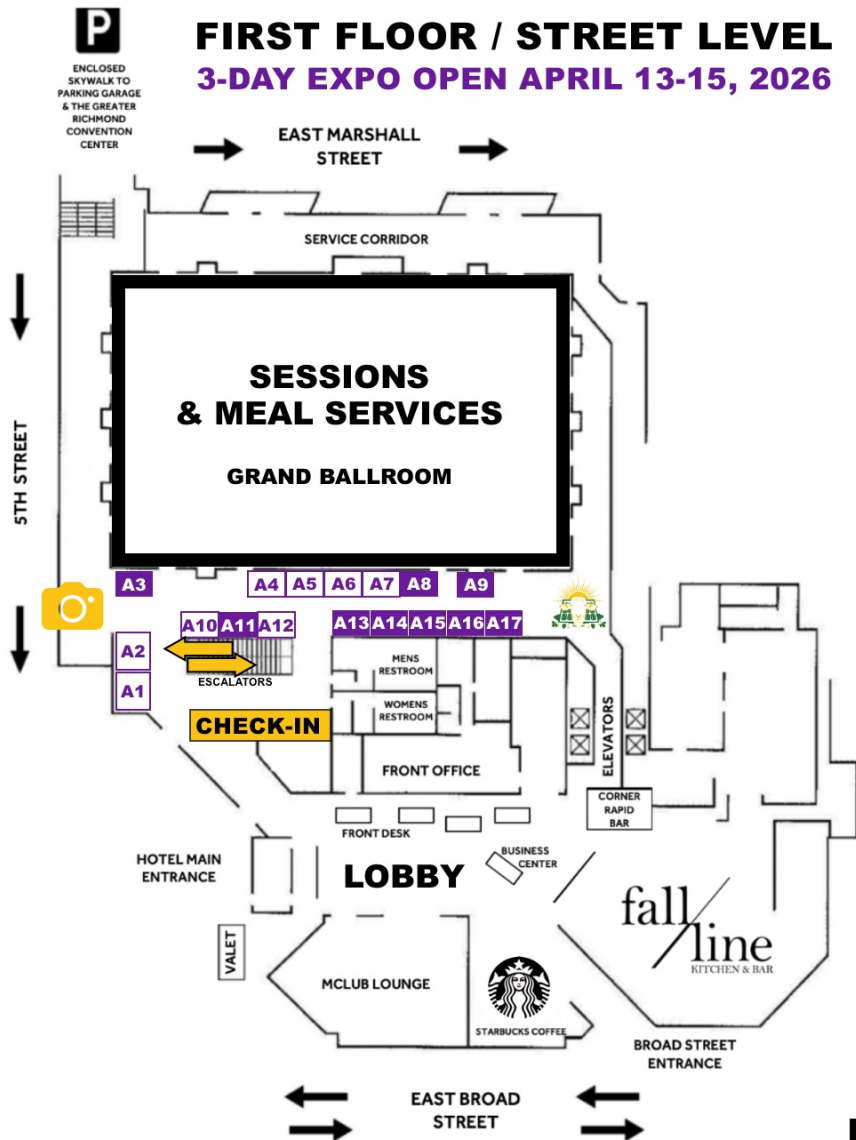 P
FIRST FLOOR / STREET LEVEL
3-DAY EXPO OPEN APRIL 13-15, 2026
ENCLOSED
SKYWALK TO
PARKING GARAGE
& THE GREATER
RICHMOND
CONVENTION
CENTER
EAST MARSHALL
STREET
SERVICE CORRIDOR
5TH STREET
SESSIONS
& MEAL SERVICES
GRAND BALLROOM
A3
A4
A5
A6
A7
A8
A9
A10
A11
A12
A13
A14
A15
A16
A17
A2
A1
ESCALATORS
MENS
RESTROOM
WOMENS
RESTROOM
CHECK-IN
FRONT OFFICE
ELEVATORS
CORNER
RAPID
BAR
FRONT DESK
BUSINESS
CENTER
HOTEL MAIN
ENTRANCE
LOBBY
VALET
MCLUB LOUNGE
STARBUCKS COFFEE
fall/line
KITCHEN & BAR
BROAD STREET
ENTRANCE
EAST BROAD
STREET